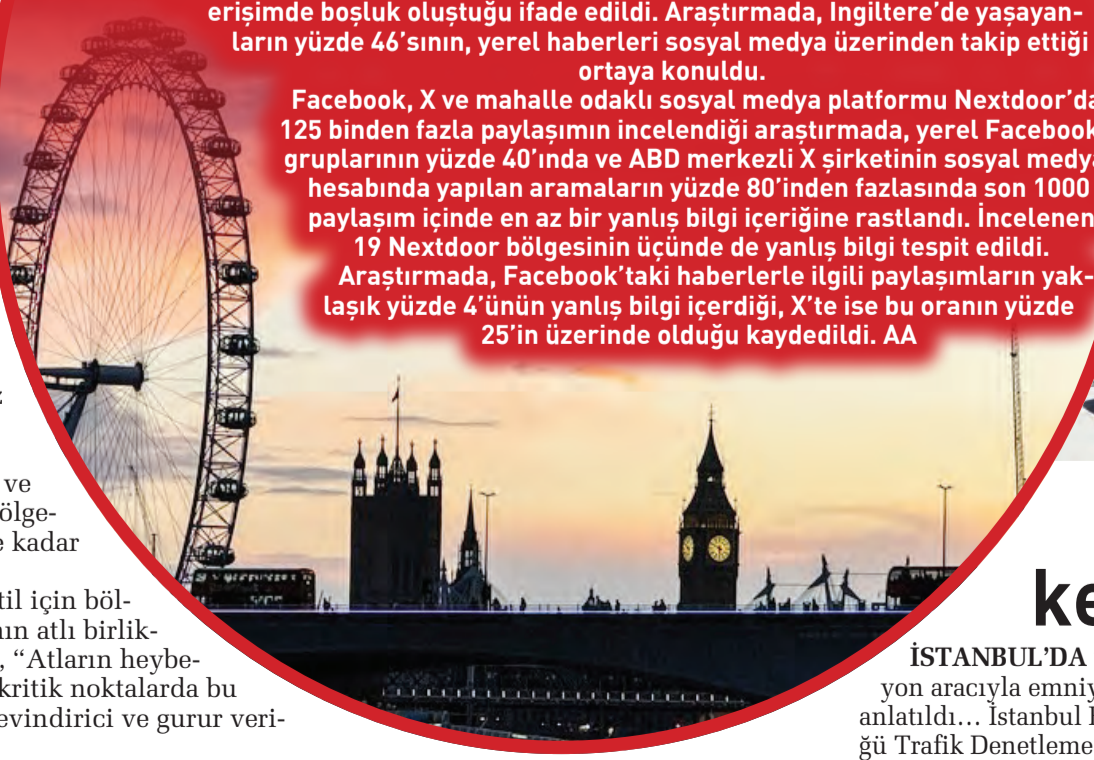 erişimde boşluk oluştuğu ifade edildi. Araştırmada, İngiltere’de yaşayan-
ların yüzde 46’sının, yerel haberleri sosyal medya üzerinden takip ettiği
ortaya konuldu.
Facebook, X ve mahalle odaklı sosyal medya platformu Nextdoor’da
125 binden fazla paylaşımın incelendiği araştırmada, yerel Facebook
gruplarının yüzde 40’ında ve ABD merkezli X şirketinin sosyal medya
hesabında yapılan aramaların yüzde 80’inden fazlasında son 1000
paylaşım içinde en az bir yanlış bilgi içeriğine rastlandı. İncelenen
19 Nextdoor bölgesinin üçünde de yanlış bilgi tespit edildi.
Araştırmada, Facebook’taki haberlerle ilgili paylaşımların yak-
laşık yüzde 4’ünün yanlış bilgi içerdiği, X’te ise bu oranın yüzde
25’in üzerinde olduğu kaydedildi. AA
z
ve
ölge-
e kadar
til için böl-
nın atlı birlik-
, “Atların heybe-
kritik noktalarda bu
evindirici ve gurur veri-
ke
İSTANBUL’DA
yon aracıyla emniy
anlatıldı… İstanbul
ğü Trafik Denetleme